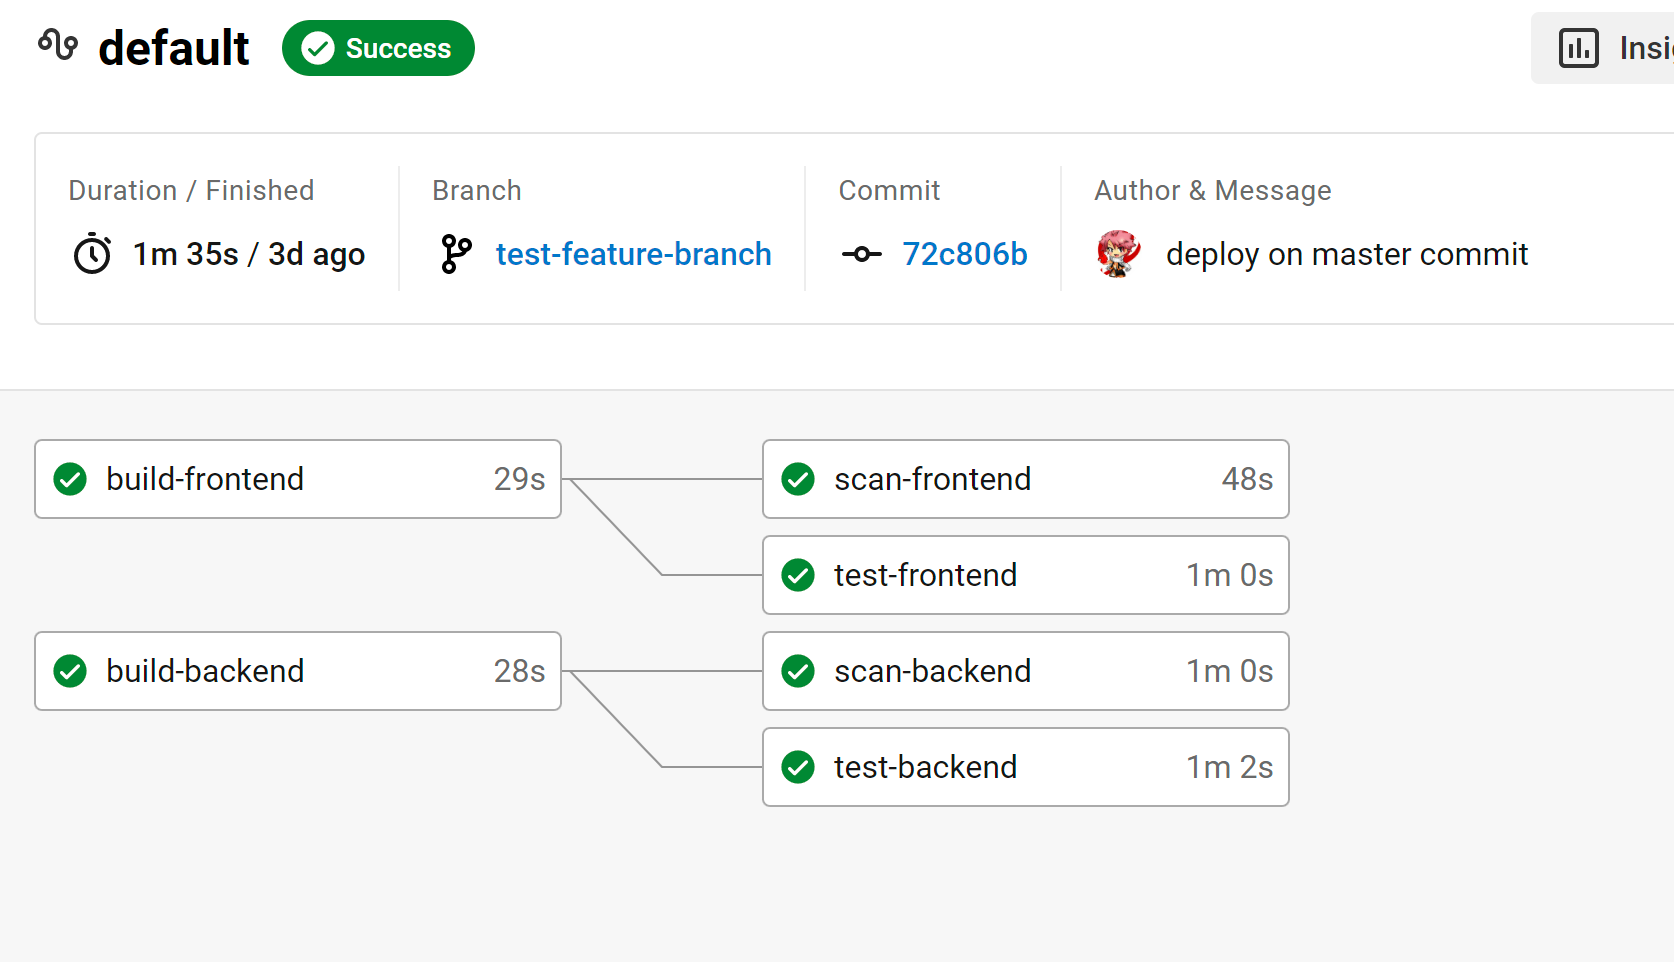 default
Success
Insi
Duration / Finished
1m 35s / 3d ago
Branch
test-feature-branch
Commit
72c806b
Author & Message
deploy on master commit
build-frontend 29s
scan-frontend 48s
test-frontend 1m 0s
build-backend 28s
scan-backend 1m 0s
test-backend 1m 2s